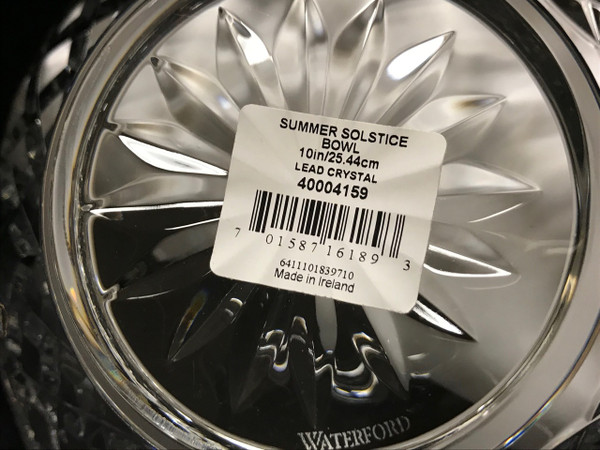 SUMMER SOLSTICE
BOWL
10in/25.44cm
LEAD CRYSTAL
40004159
7 01587 16189 3
6411101839710
Made in Ireland
WATERFORD